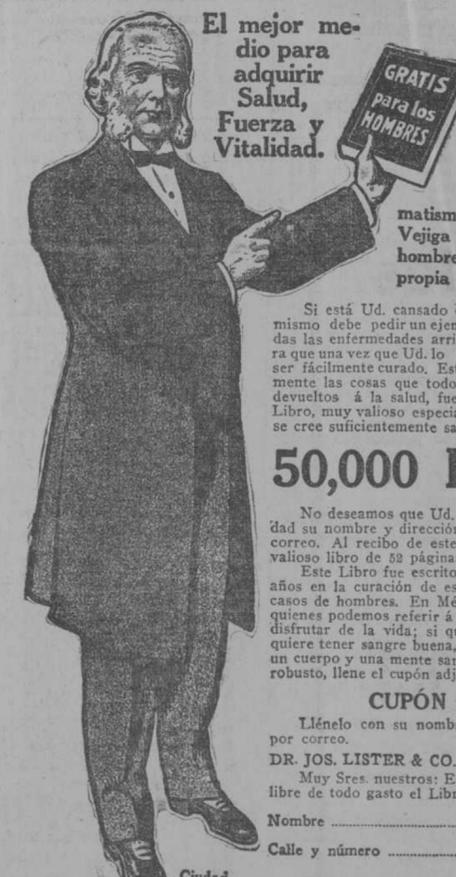 El mejor me-
dio para
adquirir
Salud,
Fuerza y
Vitalidad.
GRATIS
para los
HOMBRES
matism
Vejiga
hombre
propia
Si está Ud. cansado
mismo debe pedir un ejem
das las enfermedades arri
ra que una vez que Ud. lo
ser fácilmente curado. Est
mente las cosas que todo
devueltos á la salud, fue
Libro, muy valioso especia
se cree suficientemente sa
50,000
No deseamos que Ud.
dad su nombre y dirección
correo. Al recibo de este
valioso libro de 52 página
Este Libro fue escrito
años en la curación de es
casos de hombres. En Mé
quienes podemos referir á
disfrutar de la vida; si qu
quiere tener sangre buena,
un cuerpo y una mente san
robusto, llene el cupón adj
CUPÓN
Llénelo con su nomb
por correo.
DR. JOS. LISTER & CO.
Muy Sres. nuestros: E
libre de todo gasto el Libr
Nombre
Calle y número
Ciudad